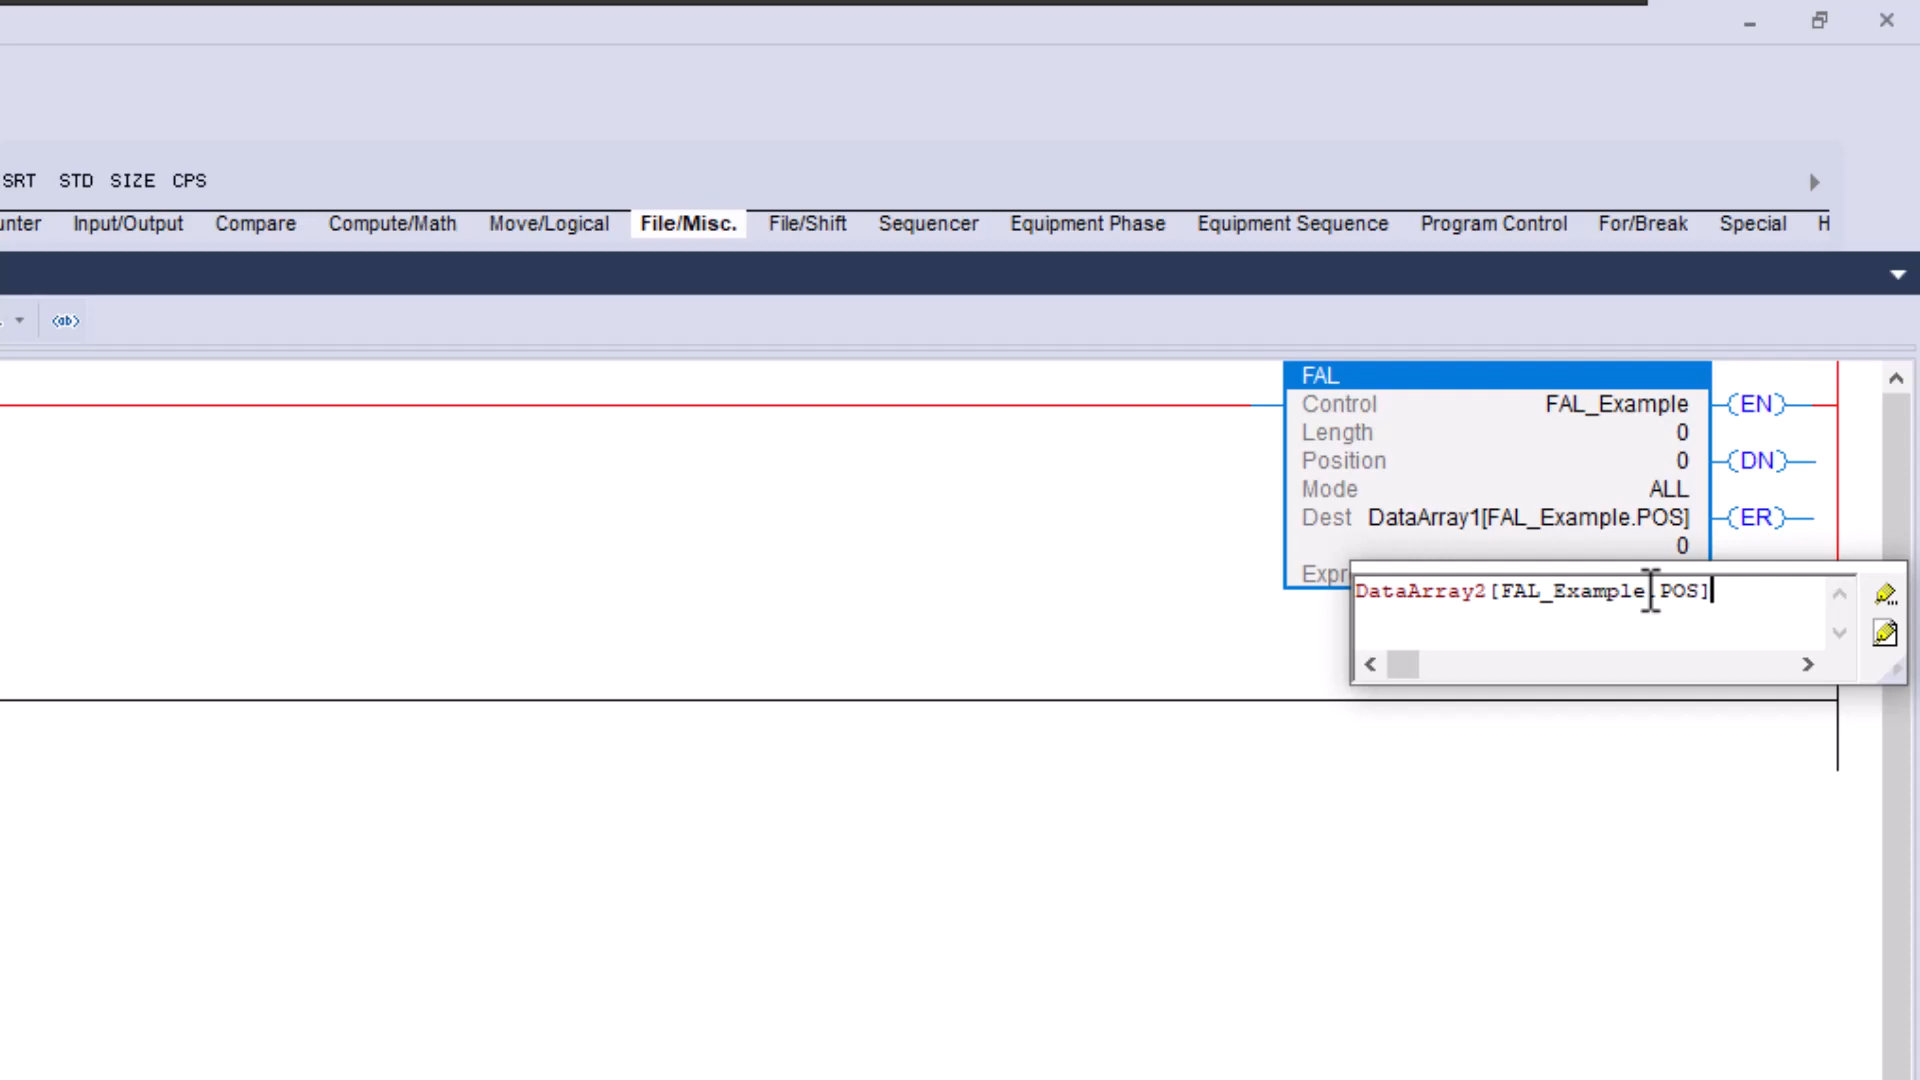 SRT STD SIZE CPS
unter Input/Output Compare Compute/Math Move/Logical File/Misc. File/Shift Sequencer Equipment Phase Equipment Sequence Program Control For/Break Special H
<ab>
FAL
Control FAL_Example (EN)
Length 0
Position 0 (DN)
Mode ALL
Dest DataArray1[FAL_Example.POS] (ER)
0
Expr
DataArray2[FAL_Example.POS]